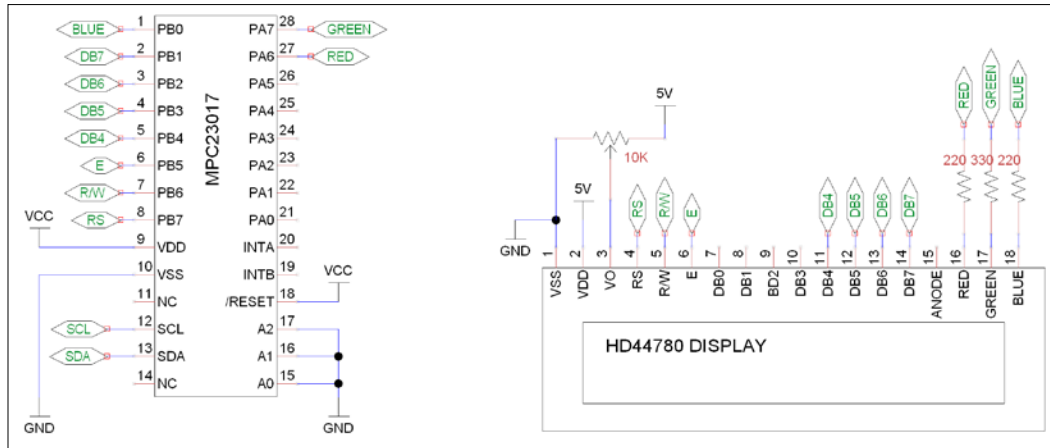 BLUE 1 PB0 PA7 28 GREEN
DB7 2 PB1 PA6 27 RED
DB6 3 PB2 PA5 26
DB5 4 PB3 PA4 25
DB4 5 PB4 PA3 24
E 6 PB5 PA2 23
R/W 7 PB6 PA1 22
RS 8 PB7 PA0 21
VCC 9 VDD INTA 20
10 VSS INTB 19
11 NC /RESET 18 VCC
SCL 12 SCL A2 17
SDA 13 SDA A1 16
14 NC A0 15
GND
GND
MPC23017
5V
10K
5V
GND
RS
R/W
E
DB4
DB5
DB6
DB7
RED
GREEN
BLUE
220 330 220
1 2 3 4 5 6 7 8 9 10 11 12 13 14 15 16 17 18
VSS
VDD
VO
RS
R/W
E
DB0
DB1
BD2
DB3
DB4
DB5
DB6
DB7
ANODE
RED
GREEN
BLUE
HD44780 DISPLAY